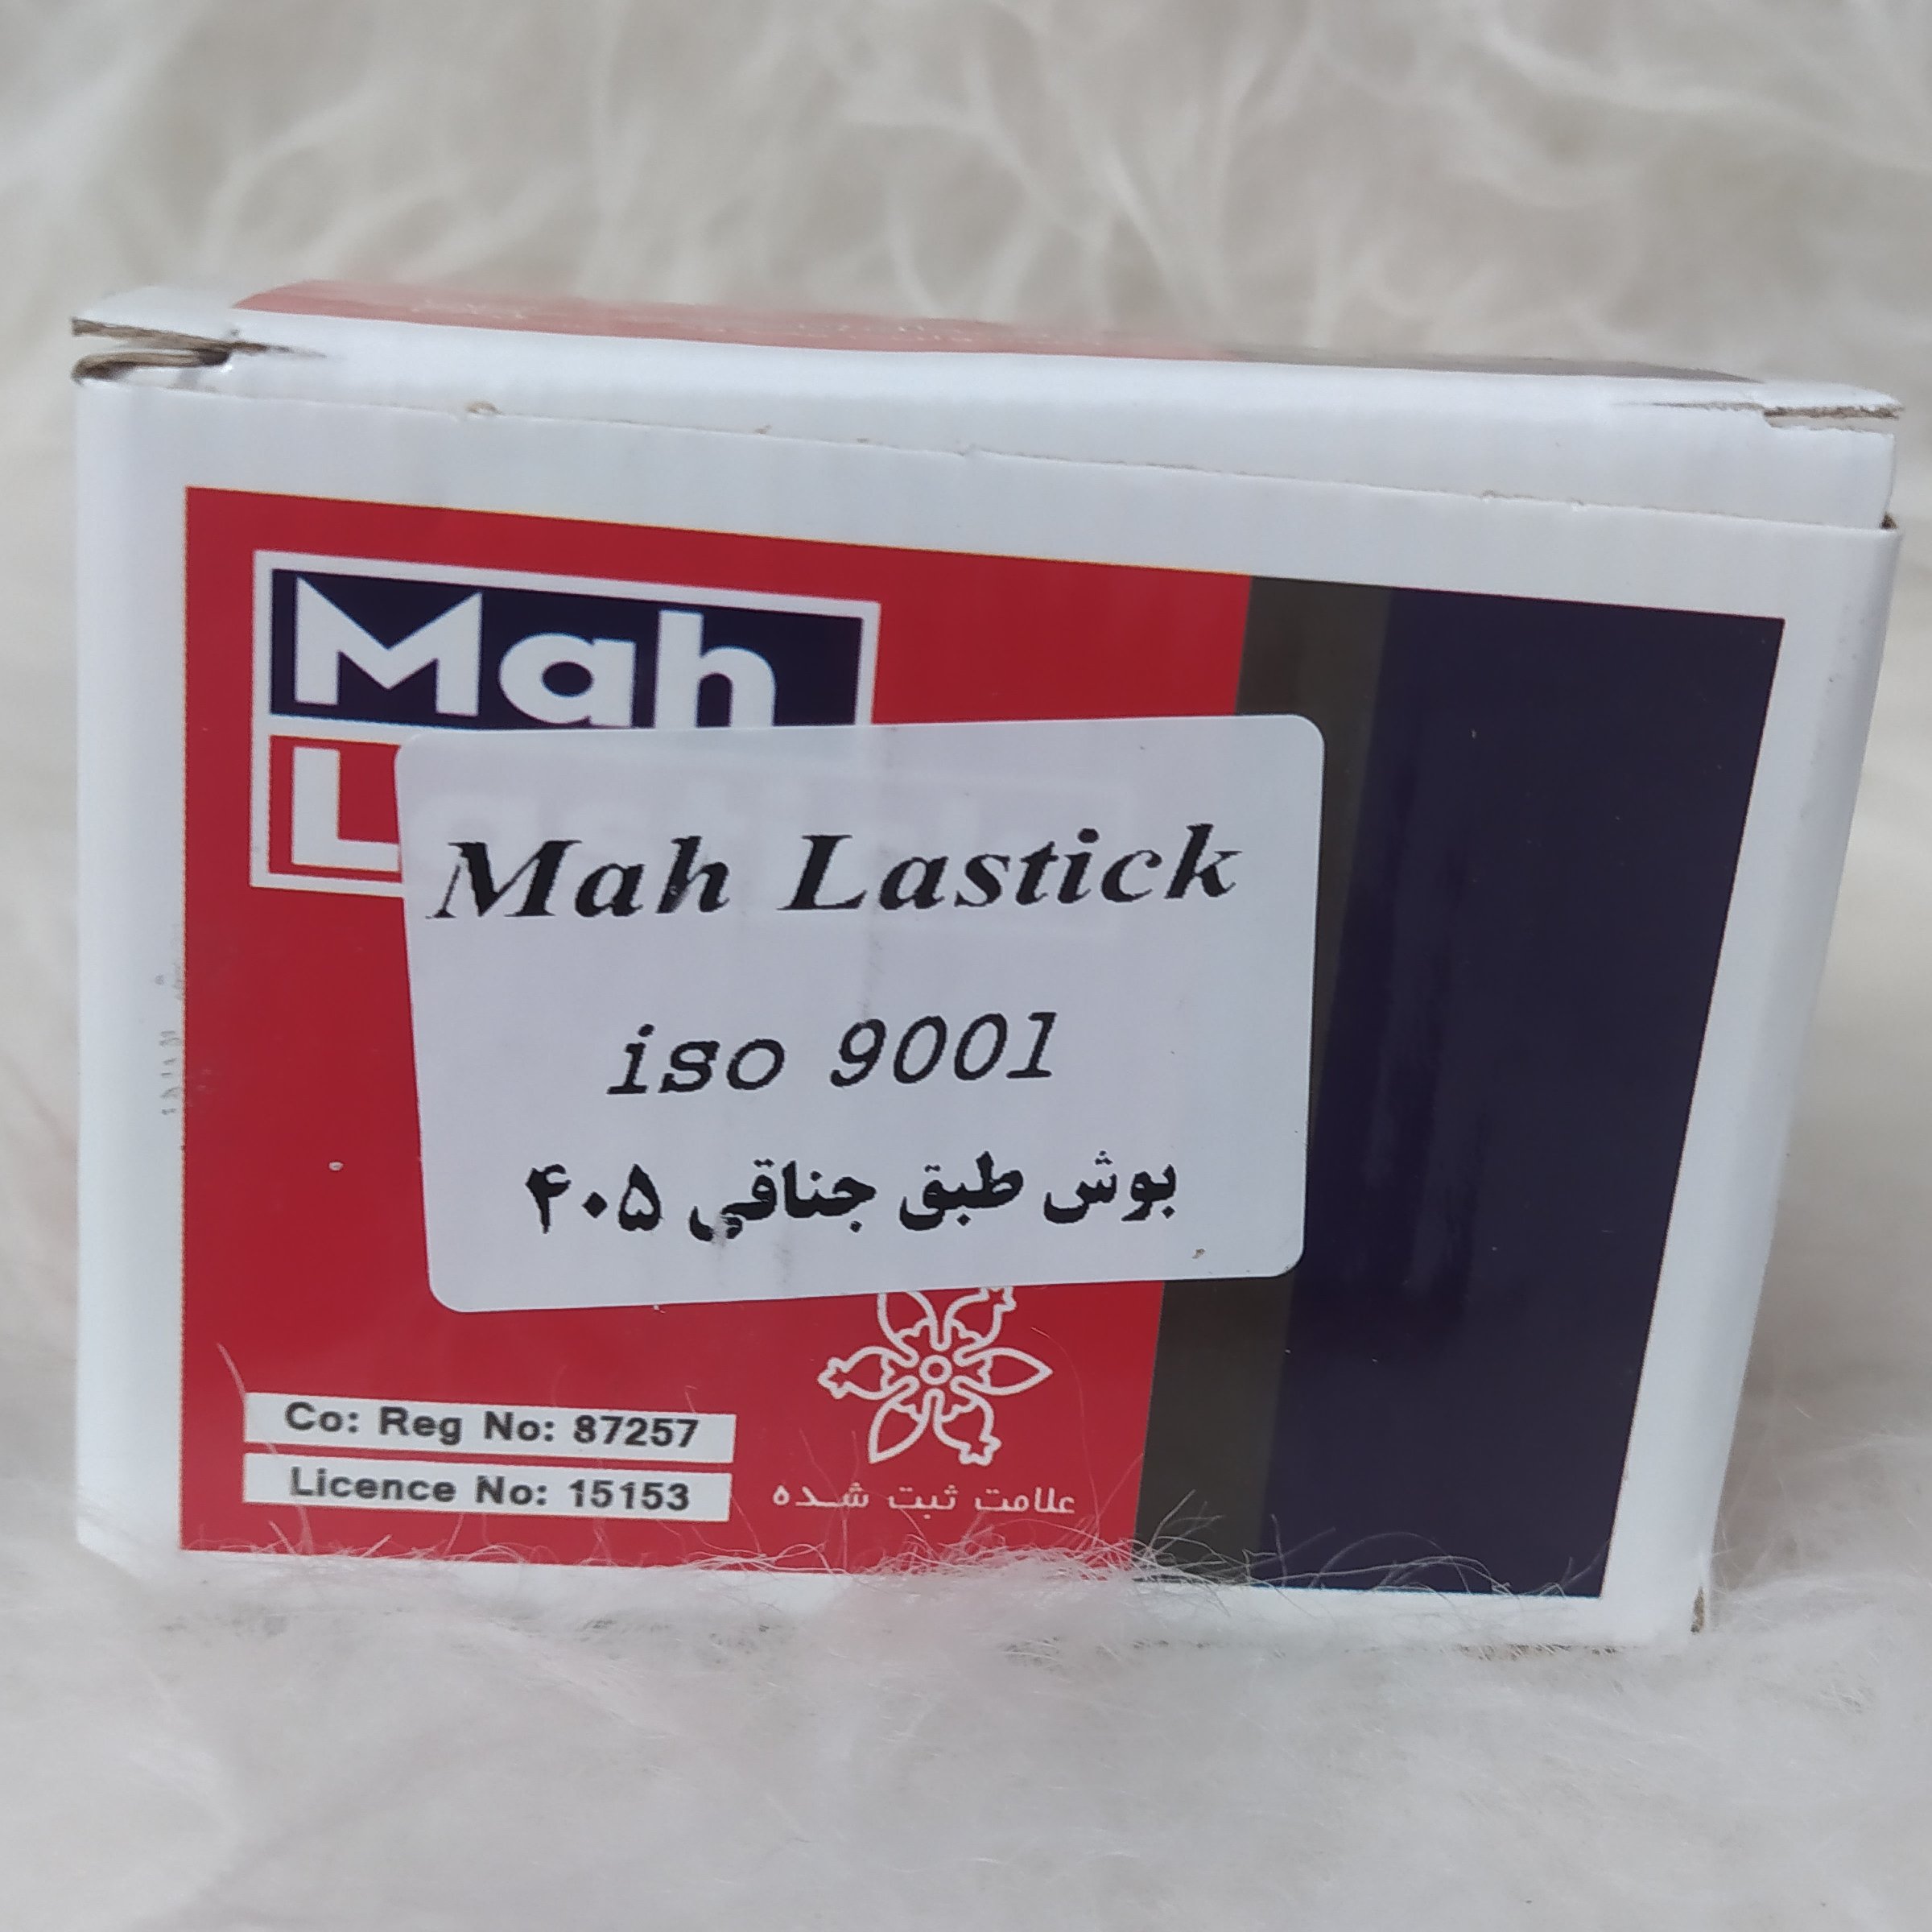 Mah
L
Mah Lastick
iso 9001
بوش طبق جناقی ۴۰۵
Co: Reg No: 87257
Licence No: 15153
علامت ثبت شده